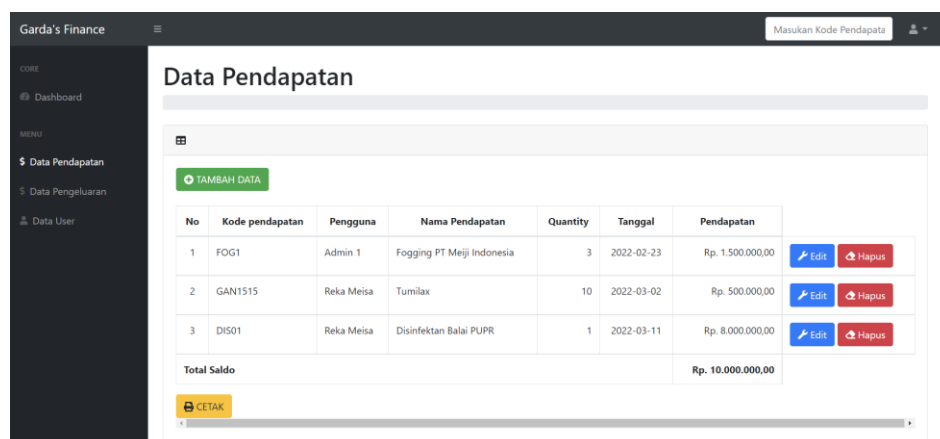 Garda's Finance
Masukan Kode Pendapata
CORE
Dashboard
MENU
$ Data Pendapatan
$ Data Pengeluaran
Data User
Data Pendapatan
TAMBAH DATA
No Kode pendapatan Pengguna Nama Pendapatan Quantity Tanggal Pendapatan
1 FOG1 Admin 1 Fogging PT Meiji Indonesia 3 2022-02-23 Rp. 1.500.000,00 Edit Hapus
2 GAN1515 Reka Meisa Tumilax 10 2022-03-02 Rp. 500.000,00 Edit Hapus
3 DIS01 Reka Meisa Disinfektan Balai PUPR 1 2022-03-11 Rp. 8.000.000,00 Edit Hapus
Total Saldo Rp. 10.000.000,00
CETAK